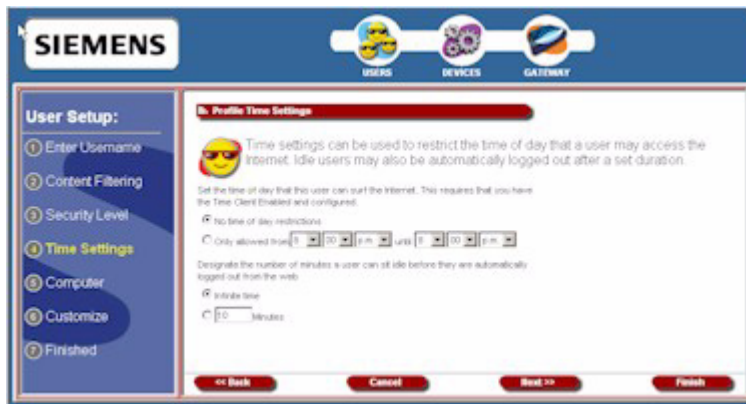 SIEMENS
USERS DEVICES GATEWAY
User Setup:
1 Enter Username
2 Content Filtering
3 Security Level
4 Time Settings
5 Computer
6 Customize
7 Finished
Profile Time Settings
Time settings can be used to restrict the time of day that a user may access the
Internet. Idle users may also be automatically logged out after a set duration.
Set the time of day that this user can surf the Internet. This requires that you have
the Time Client Enabled and configured.
No time of day restrictions
Only allowed from 8 00 p.m. until 8 00 p.m.
Designate the number of minutes a user can sit idle before they are automatically
logged out from the web.
Infinite time
Minutes
<< Back Cancel Next >> Finish